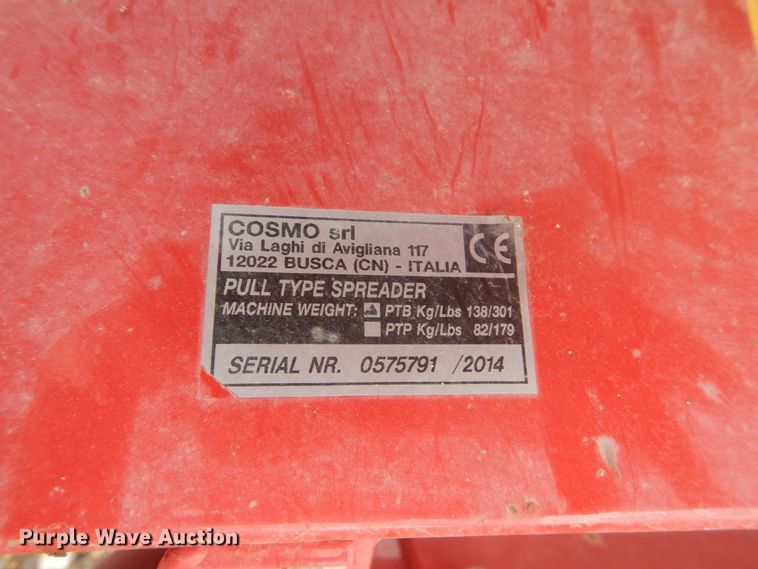 COSMO srl
Via Laghi di Avigliana 117
12022 BUSCA (CN) - ITALIA
CE
PULL TYPE SPREADER
MACHINE WEIGHT: PTB Kg/Lbs 138/301
PTP Kg/Lbs 82/179
SERIAL NR. 0575791 /2014
Purple Wave Auction